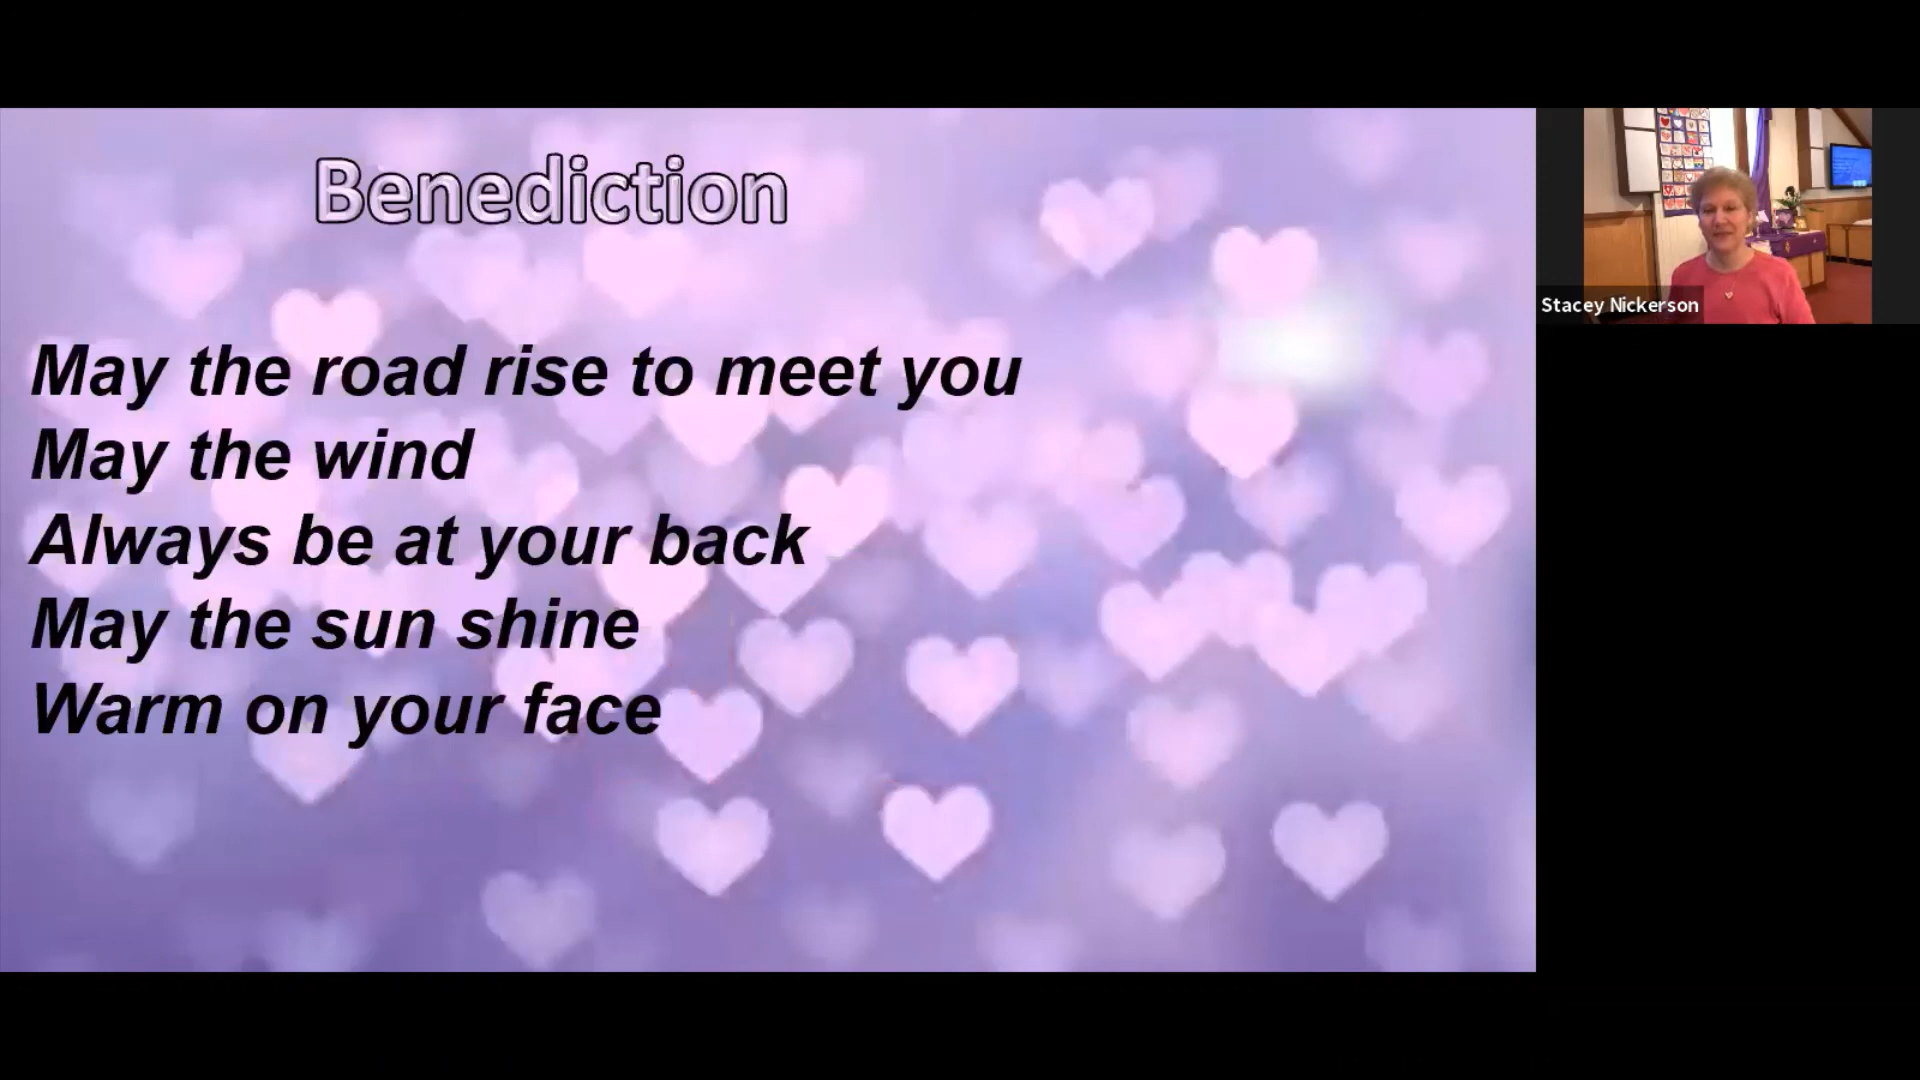 Benediction
May the road rise to meet you
May the wind
Always be at your back
May the sun shine
Warm on your face
Stacey Nickerson